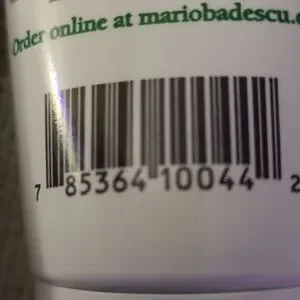 Order online at mariobadescu.c
7 85364 10044 2